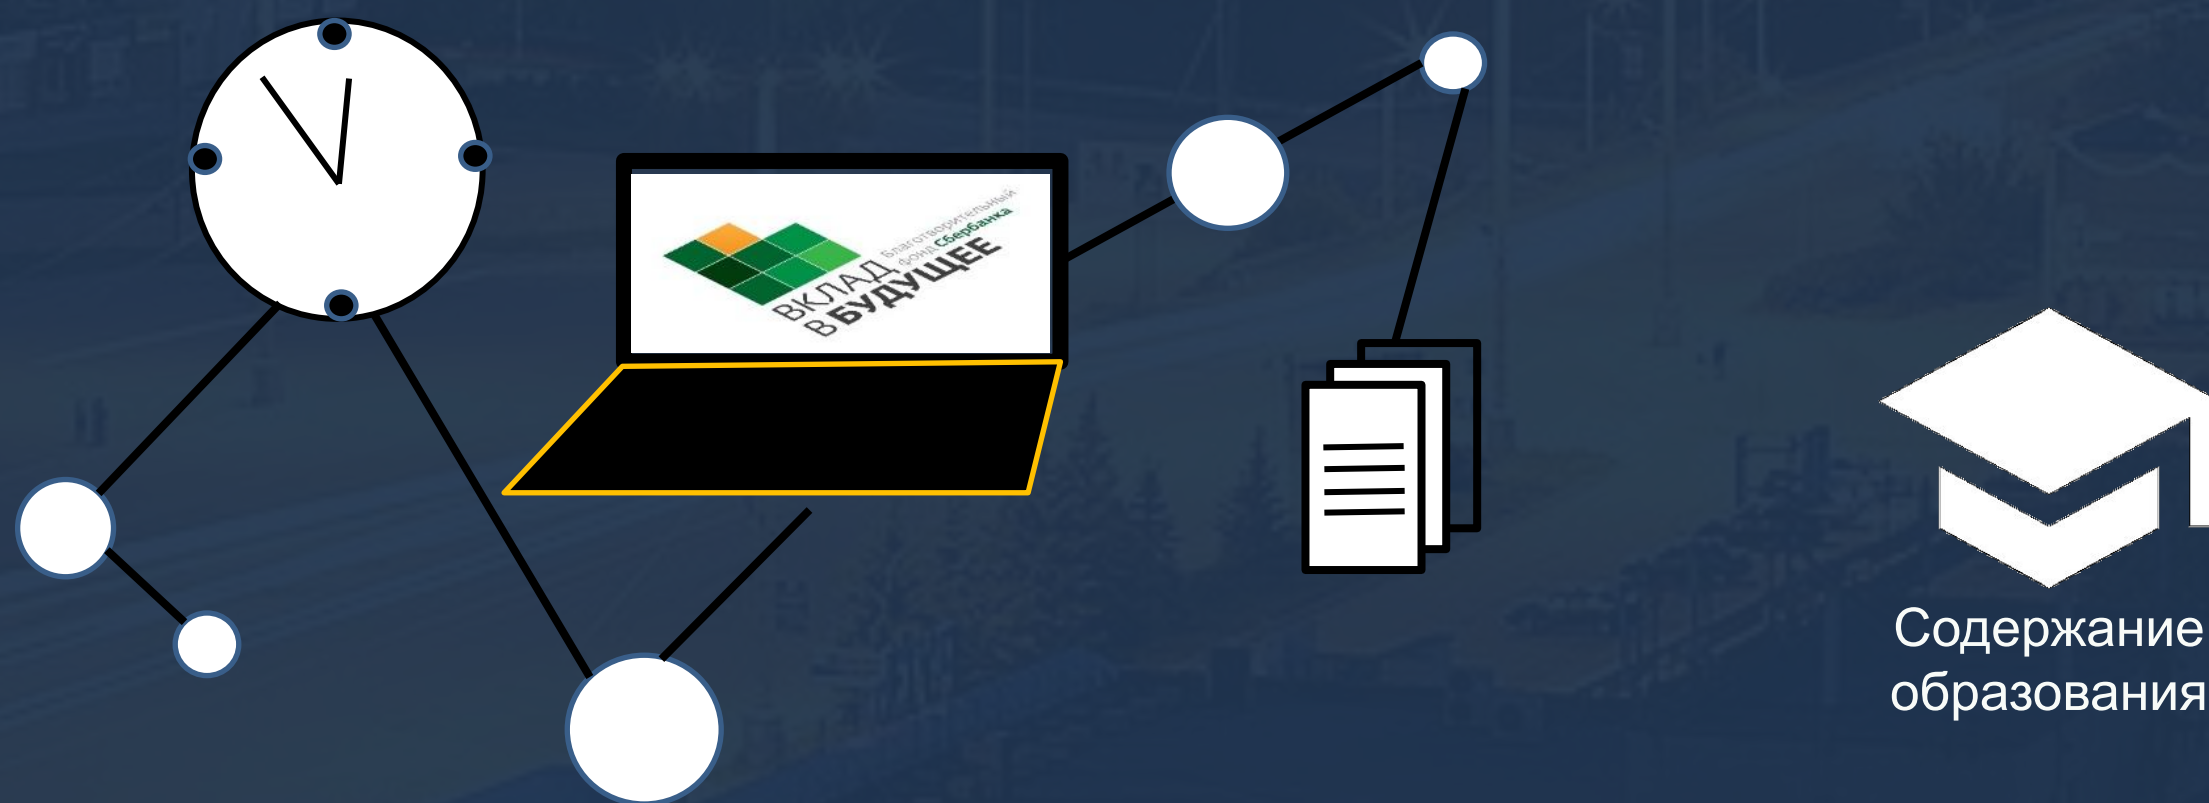 Благотворительный
фонд Сбербанка
ВКЛАД
В БУДУЩЕЕ
Содержание
образования